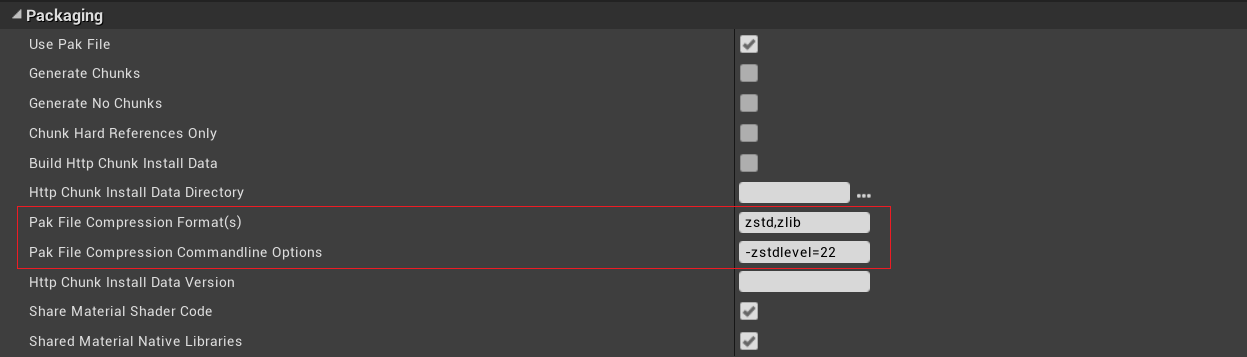 Packaging
Use Pak File
Generate Chunks
Generate No Chunks
Chunk Hard References Only
Build Http Chunk Install Data
Http Chunk Install Data Directory ...
Pak File Compression Format(s) zstd,zlib
Pak File Compression Commandline Options -zstdlevel=22
Http Chunk Install Data Version
Share Material Shader Code
Shared Material Native Libraries